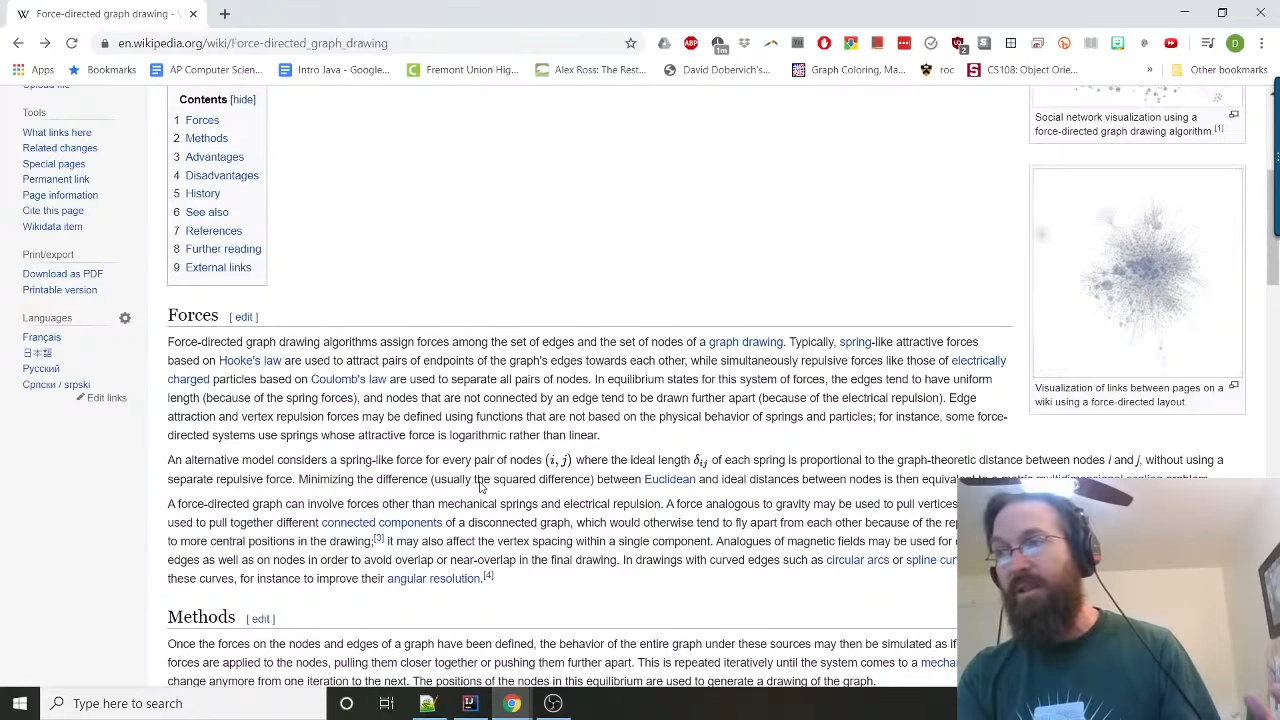 Force-directed graph drawing -
en.wikipedia.org/wiki/Force-directed_graph_drawing
1m
2
D
Apps
Bookmarks
AP Computer Scien...
Intro Java - Google...
Fremont Union Hig...
Alex Ross: The Rest...
David Dobervich's...
Graph Coloring, Ma...
roc
CS108: Object Orie...
»
Other bookmarks
Upload file
Tools
What links here
Related changes
Special pages
Permanent link
Page information
Cite this page
Wikidata item
Print/export
Download as PDF
Printable version
Languages
Français
日本語
Русский
Српски / srpski
Edit links
Contents [hide]
1 Forces
2 Methods
3 Advantages
4 Disadvantages
5 History
6 See also
7 References
8 Further reading
9 External links
Social network visualization using a
force-directed graph drawing algorithm.[1]
Visualization of links between pages on a
wiki using a force-directed layout.
Forces [ edit ]
Force-directed graph drawing algorithms assign forces among the set of edges and the set of nodes of a graph drawing. Typically, spring-like attractive forces
based on Hooke's law are used to attract pairs of endpoints of the graph's edges towards each other, while simultaneously repulsive forces like those of electrically
charged particles based on Coulomb's law are used to separate all pairs of nodes. In equilibrium states for this system of forces, the edges tend to have uniform
length (because of the spring forces), and nodes that are not connected by an edge tend to be drawn further apart (because of the electrical repulsion). Edge
attraction and vertex repulsion forces may be defined using functions that are not based on the physical behavior of springs and particles; for instance, some force-
directed systems use springs whose attractive force is logarithmic rather than linear.
An alternative model considers a spring-like force for every pair of nodes (i, j) where the ideal length δij of each spring is proportional to the graph-theoretic distance between nodes i and j, without using a
separate repulsive force. Minimizing the difference (usually the squared difference) between Euclidean and ideal distances between nodes is then equivalent to a metric multidimensional scaling problem.
A force-directed graph can involve forces other than mechanical springs and electrical repulsion. A force analogous to gravity may be used to pull vertices
used to pull together different connected components of a disconnected graph, which would otherwise tend to fly apart from each other because of the
to more central positions in the drawing;[3] it may also affect the vertex spacing within a single component. Analogues of magnetic fields may be used for
edges as well as on nodes in order to avoid overlap or near-overlap in the final drawing. In drawings with curved edges such as circular arcs or spline
these curves, for instance to improve their angular resolution.[4]
Methods [ edit ]
Once the forces on the nodes and edges of a graph have been defined, the behavior of the entire graph under these sources may then be simulated as if
forces are applied to the nodes, pulling them closer together or pushing them further apart. This is repeated iteratively until the system comes to a
change anymore from one iteration to the next. The positions of the nodes in this equilibrium are used to generate a drawing of the graph.
Type here to search